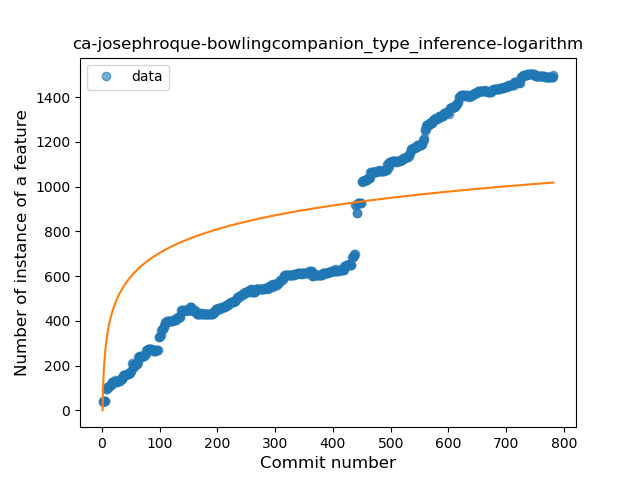 ca-josephroque-bowlingcompanion_type_inference-logarithm
data
Number of instance of a feature
1400
1200
1000
800
600
400
200
0
0 100 200 300 400 500 600 700 800
Commit number